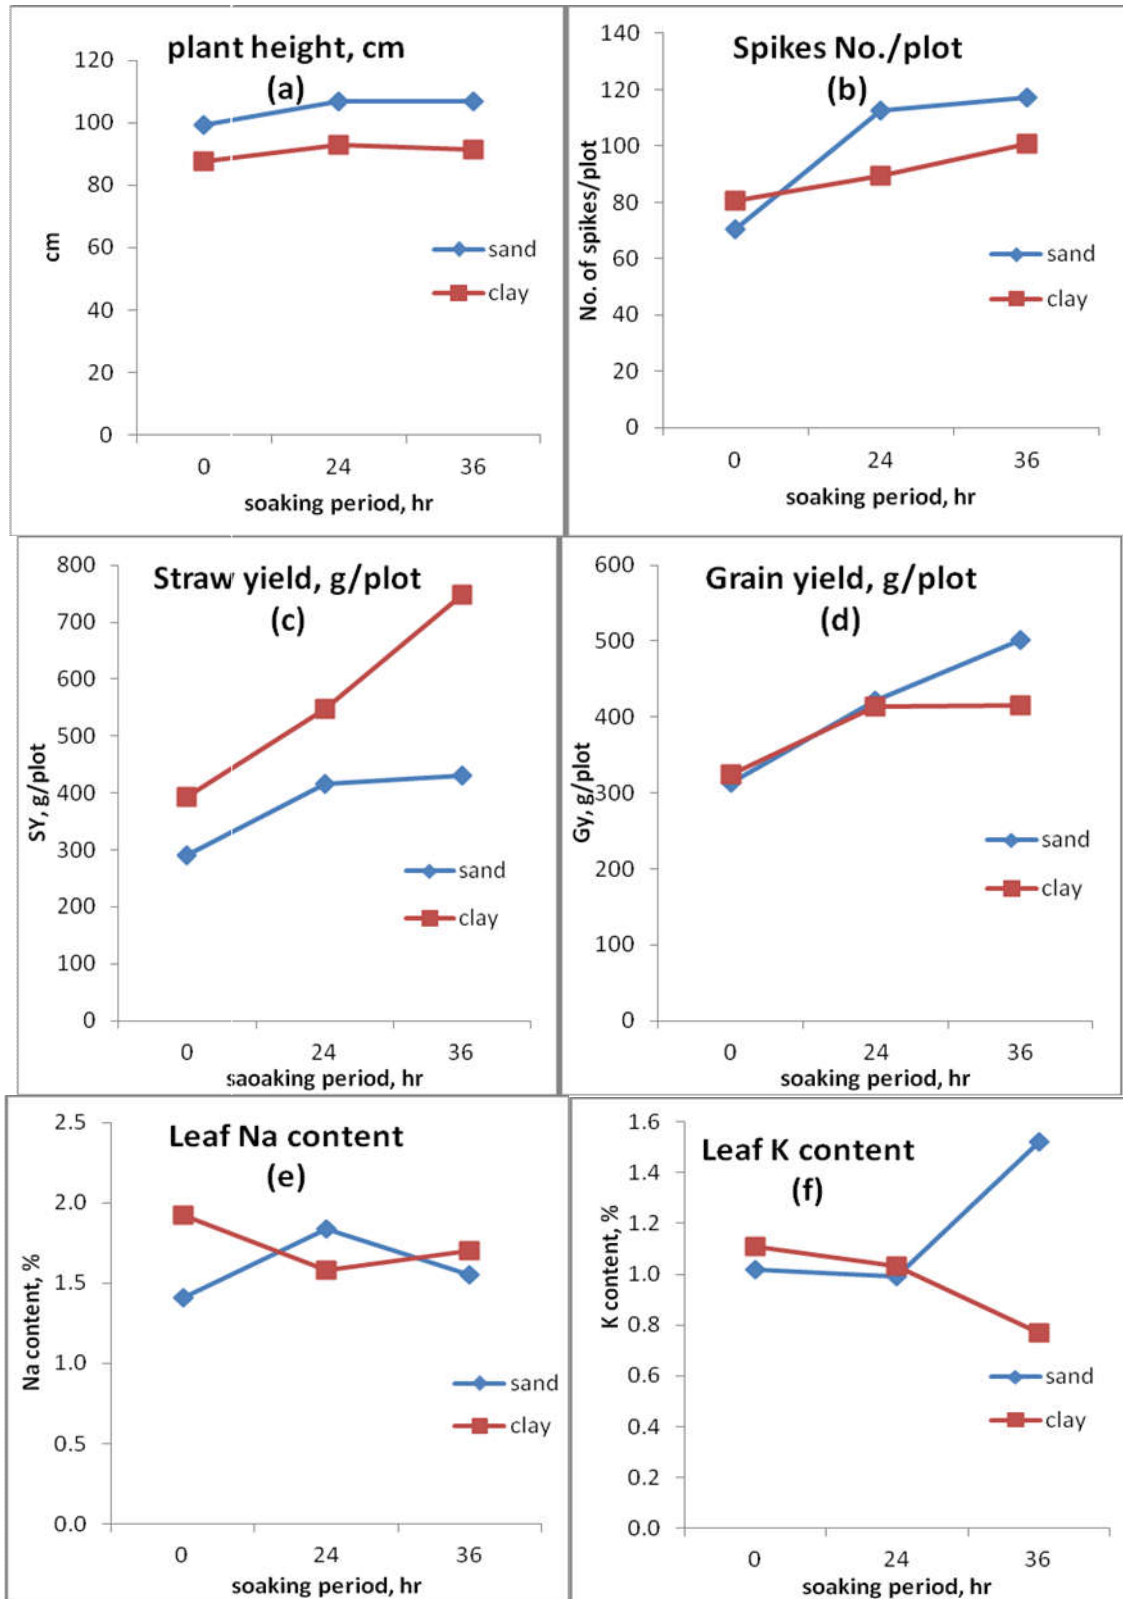 plant height, cm
(a)
120
100
80
60
40
20
0
cm
sand
clay
0 24 36
soaking period, hr
Spikes No./plot
(b)
140
120
100
80
60
40
20
0
No. of spikes/plot
sand
clay
0 24 36
soaking period, hr
Straw yield, g/plot
(c)
800
700
600
500
400
300
200
100
0
SY, g/plot
sand
clay
0 24 36
saoaking period, hr
Grain yield, g/plot
(d)
600
500
400
300
200
100
0
Gy, g/plot
sand
clay
0 24 36
soaking period, hr
Leaf Na content
(e)
2.5
2.0
1.5
1.0
0.5
0.0
Na content, %
sand
clay
0 24 36
soaking period, hr
Leaf K content
(f)
1.6
1.4
1.2
1.0
0.8
0.6
0.4
0.2
0.0
K content, %
sand
clay
0 24 36
soaking period, hr